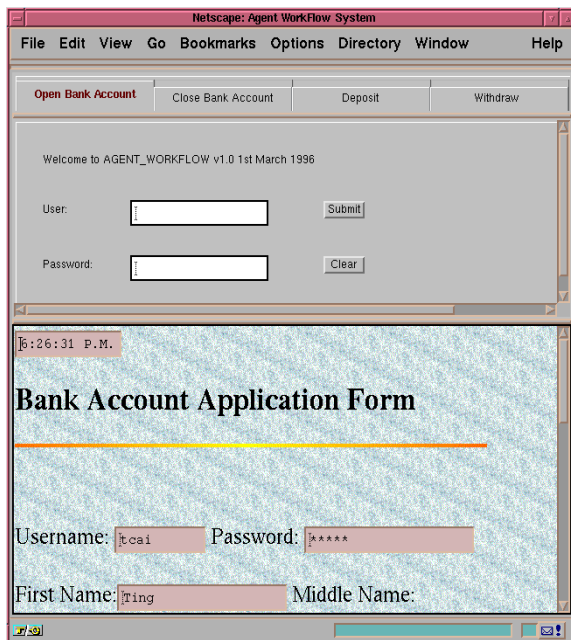 Netscape: Agent WorkFlow System
File Edit View Go Bookmarks Options Directory Window Help
Open Bank Account Close Bank Account Deposit Withdraw
Welcome to AGENT_WORKFLOW v1.0 1st March 1996
User: Submit
Password: Clear
6:26:31 P.M.
Bank Account Application Form
Username: tcai Password: *****
First Name: Ting Middle Name: